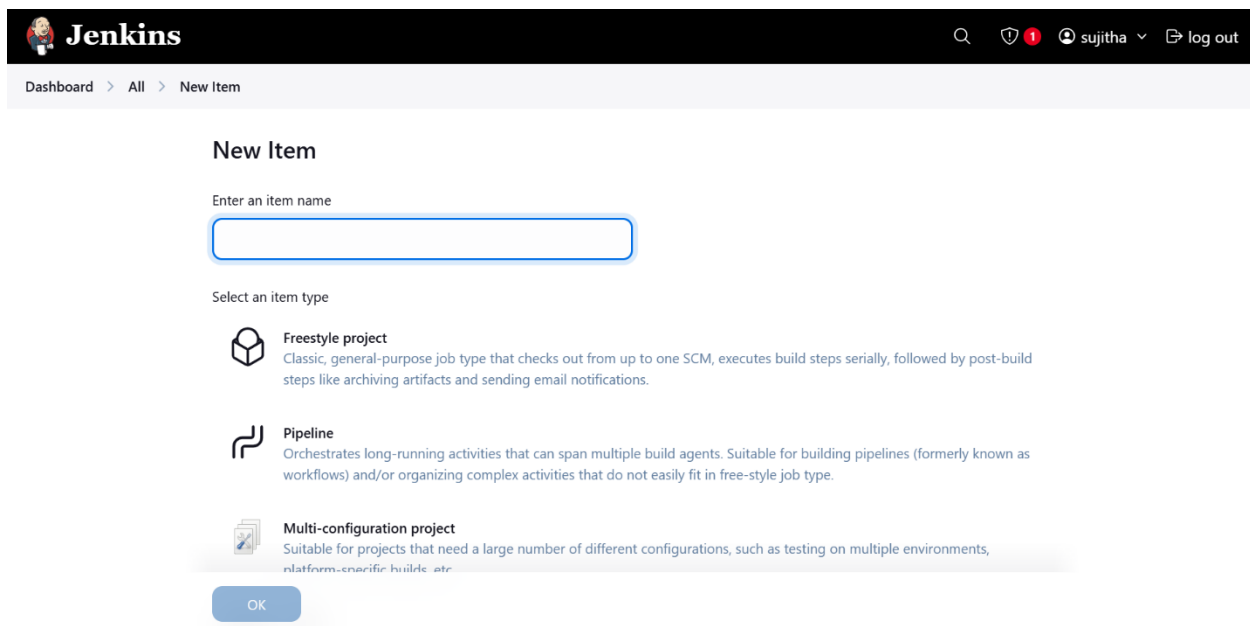 Jenkins
1 sujitha log out
Dashboard > All > New Item
New Item
Enter an item name
Select an item type
Freestyle project
Classic, general-purpose job type that checks out from up to one SCM, executes build steps serially, followed by post-build
steps like archiving artifacts and sending email notifications.
Pipeline
Orchestrates long-running activities that can span multiple build agents. Suitable for building pipelines (formerly known as
workflows) and/or organizing complex activities that do not easily fit in free-style job type.
Multi-configuration project
Suitable for projects that need a large number of different configurations, such as testing on multiple environments,
platform-specific builds, etc.
OK